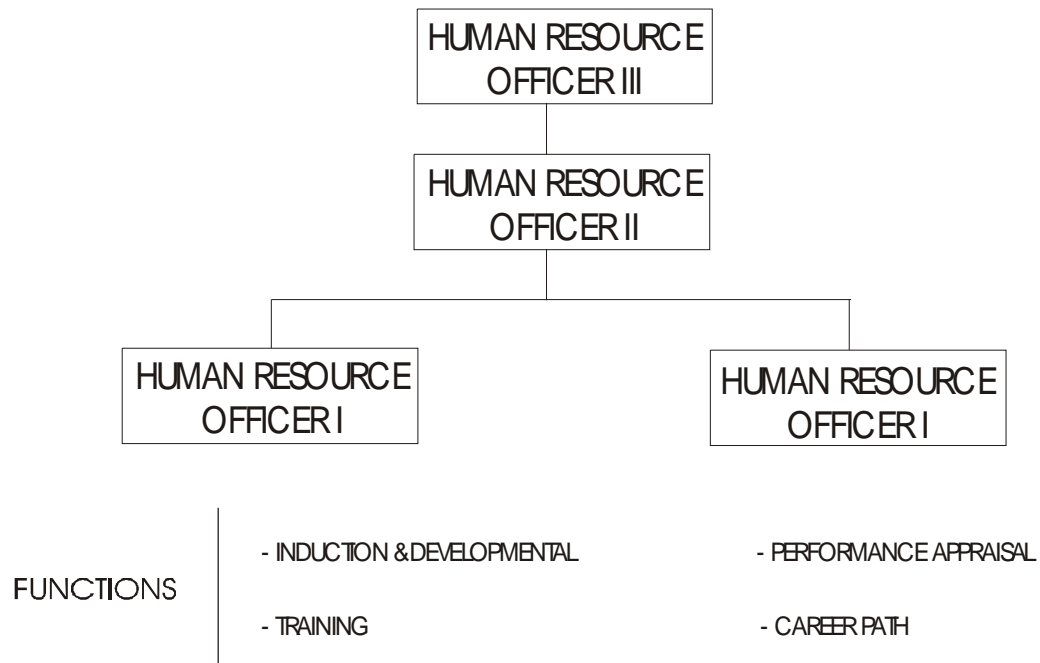 HUMAN RESOURCE
OFFICER III
HUMAN RESOURCE
OFFICER II
HUMAN RESOURCE
OFFICER I
HUMAN RESOURCE
OFFICER I
FUNCTIONS
- INDUCTION & DEVELOPMENTAL
- PERFORMANCE APPRAISAL
- TRAINING
- CAREER PATH